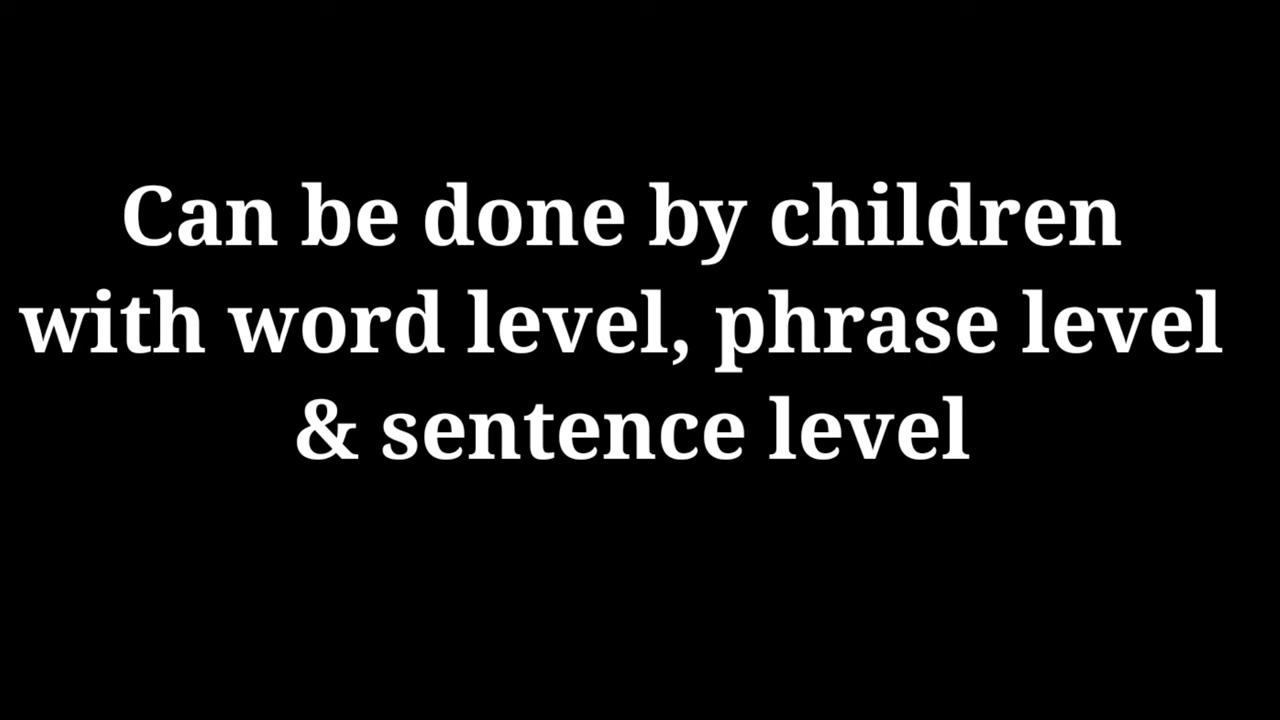 Can be done by children
with word level, phrase level
& sentence level